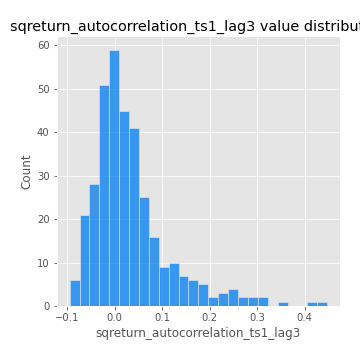 sqreturn_autocorrelation_ts1_lag3 value distribut
60
50
40
30
20
10
0
Count
−0.1 0.0 0.1 0.2 0.3 0.4
sqreturn_autocorrelation_ts1_lag3